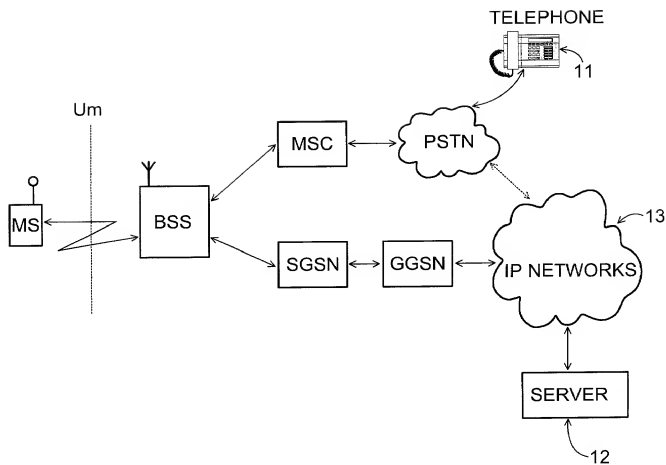 TELEPHONE
11
Um
MSC
PSTN
MS
BSS
13
SGSN
GGSN
IP NETWORKS
SERVER
12